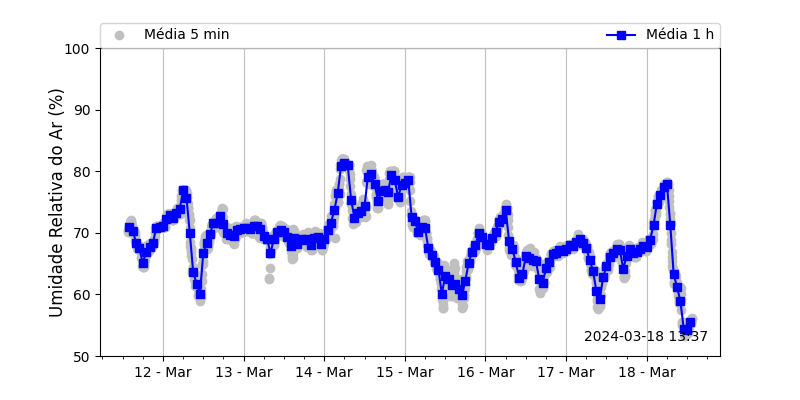 Média 5 min
Média 1 h
100
90
80
70
60
50
Umidade Relativa do Ar (%)
2024-03-18 13:37
12 - Mar
13 - Mar
14 - Mar
15 - Mar
16 - Mar
17 - Mar
18 - Mar